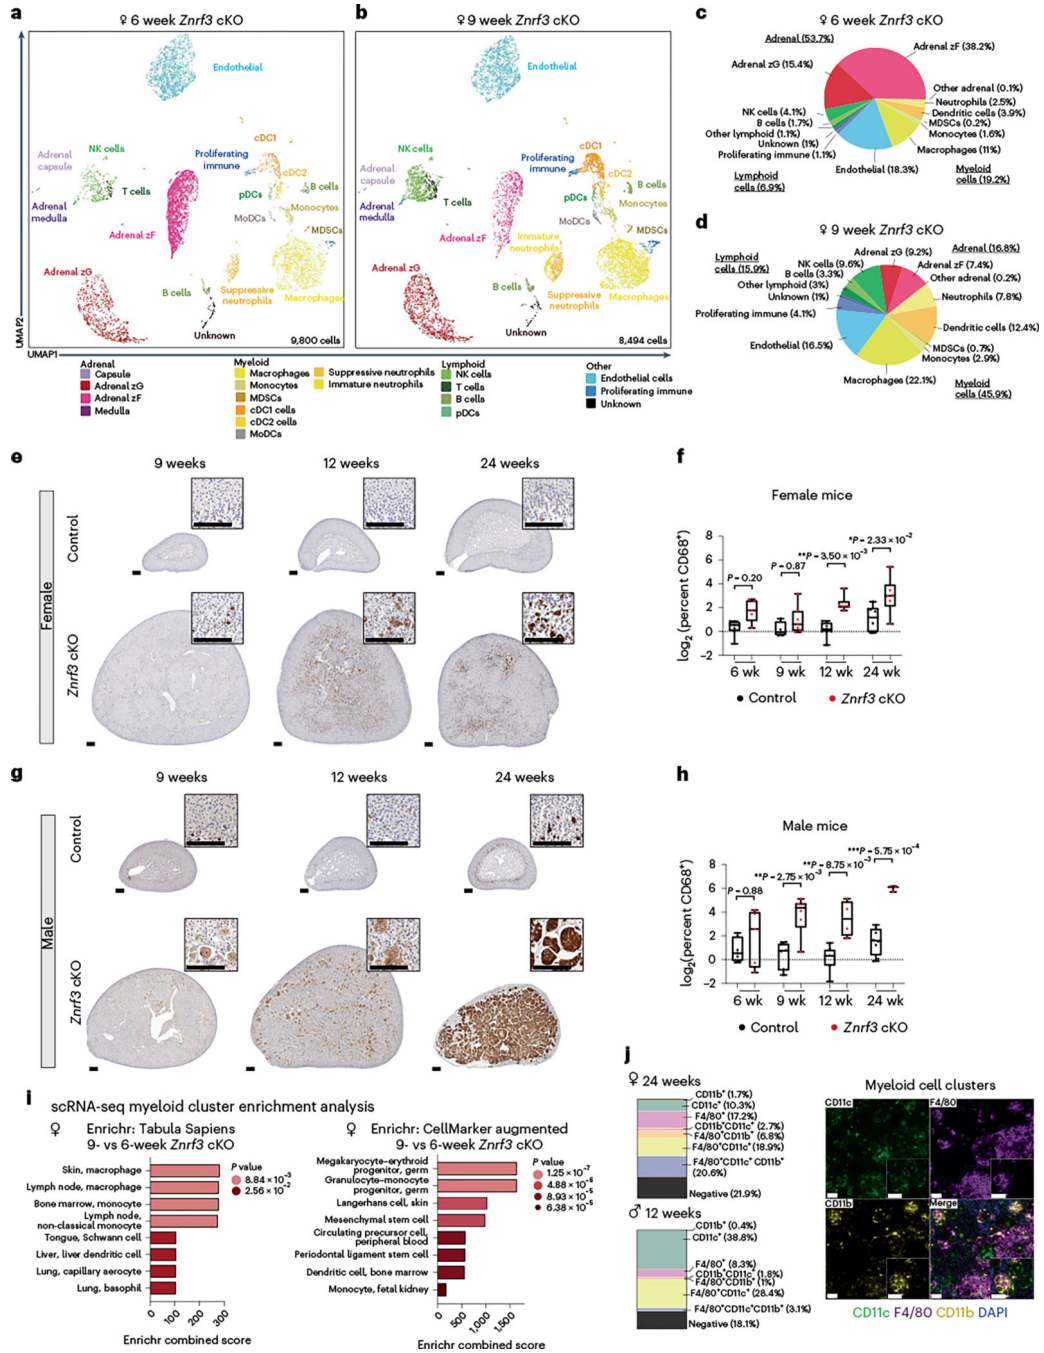 a
♀ 6 week Znrf3 cKO
Endothelial
NK cells
Adrenal
capsule
T cells
Adrenal
medulla
Proliferating
immune
cDC1
cDC2
pDCs
B cells
Monocytes
MoDCs
MDSCs
Adrenal zF
Adrenal zG
B cells
Suppressive
neutrophils
Macrophages
Unknown
9,800 cells
UMAP2
UMAP1
b
♀ 9 week Znrf3 cKO
Endothelial
NK cells
Adrenal
capsule
T cells
Adrenal
medulla
Proliferating
immune
cDC1
cDC2
pDCs
B cells
Monocytes
MoDCs
MDSCs
Adrenal zF
Immature
neutrophils
Adrenal zG
B cells
Suppressive
neutrophils
Macrophages
Unknown
8,494 cells
Adrenal
Capsule
Adrenal zG
Adrenal zF
Medulla
Myeloid
Macrophages
Monocytes
MDSCs
cDC1 cells
cDC2 cells
MoDCs
Suppressive neutrophils
Immature neutrophils
Lymphoid
NK cells
T cells
B cells
pDCs
Other
Endothelial cells
Proliferating immune
Unknown
c
♀ 6 week Znrf3 cKO
Adrenal (53.7%)
Adrenal zF (38.2%)
Adrenal zG (15.4%)
Other adrenal (0.1%)
Neutrophils (2.5%)
Dendritic cells (3.9%)
MDSCs (0.2%)
Monocytes (1.6%)
Macrophages (11%)
NK cells (4.1%)
B cells (1.7%)
Other lymphoid (1.1%)
Unknown (1%)
Proliferating immune (1.1%)
Endothelial (18.3%)
Lymphoid
cells (6.9%)
Myeloid
cells (19.2%)
d
♀ 9 week Znrf3 cKO
Adrenal zG (9.2%)
Adrenal (16.8%)
Lymphoid
cells (15.9%)
NK cells (9.6%)
Adrenal zF (7.4%)
B cells (3.3%)
Other adrenal (0.2%)
Other lymphoid (3%)
Unknown (1%)
Neutrophils (7.8%)
Proliferating immune (4.1%)
Dendritic cells (12.4%)
Endothelial (16.5%)
MDSCs (0.7%)
Monocytes (2.9%)
Macrophages (22.1%)
Myeloid
cells (45.9%)
e
9 weeks
12 weeks
24 weeks
Female
Control
Znrf3 cKO
f
Female mice
log2 (percent CD68+)
8
6
4
2
0
−2
P = 0.20
P = 0.87
**P = 3.50 × 10−3
*P = 2.33 × 10−2
6 wk
9 wk
12 wk
24 wk
Control
Znrf3 cKO
g
9 weeks
12 weeks
24 weeks
Male
Control
Znrf3 cKO
h
Male mice
log2(percent CD68+)
8
6
4
2
0
−2
P = 0.88
**P = 2.75 × 10−3
**P = 8.75 × 10−3
***P = 5.75 × 10−4
6 wk
9 wk
12 wk
24 wk
Control
Znrf3 cKO
i
scRNA-seq myeloid cluster enrichment analysis
♀
Enrichr: Tabula Sapiens
9- vs 6-week Znrf3 cKO
Skin, macrophage
Lymph node, macrophage
Bone marrow, monocyte
Lymph node,
non-classical monocyte
Tongue, Schwann cell
Liver, liver dendritic cell
Lung, capillary aerocyte
Lung, basophil
0
100
200
300
Enrichr combined score
P value
8.84 × 10−3
2.56 × 10−2
♀
Enrichr: CellMarker augmented
9- vs 6-week Znrf3 cKO
Megakaryocyte–erythroid
progenitor, germ
Granulocyte–monocyte
progenitor, germ
Langerhans cell, skin
Mesenchymal stem cell
Circulating precursor cell,
peripheral blood
Periodontal ligament stem cell
Dendritic cell, bone marrow
Monocyte, fetal kidney
0
500
1,000
1,500
Enrichr combined score
P value
1.25 × 10−7
4.88 × 10−6
8.93 × 10−5
6.38 × 10−5
j
♀ 24 weeks
CD11b+ (1.7%)
CD11c+ (10.3%)
F4/80+ (17.2%)
CD11b+CD11c+ (2.7%)
F4/80+CD11b+ (6.8%)
F4/80+CD11c+ (18.9%)
F4/80+CD11c+ CD11b+
(20.6%)
Negative (21.9%)
♂ 12 weeks
CD11b+ (0.4%)
CD11c+ (38.8%)
F4/80+ (8.3%)
CD11b+CD11c+ (1.8%)
F4/80+CD11b+ (1%)
F4/80+CD11c+ (28.4%)
F4/80+CD11c+CD11b+ (3.1%)
Negative (18.1%)
Myeloid cell clusters
CD11c
F4/80
CD11b
Merge
CD11c F4/80 CD11b DAPI